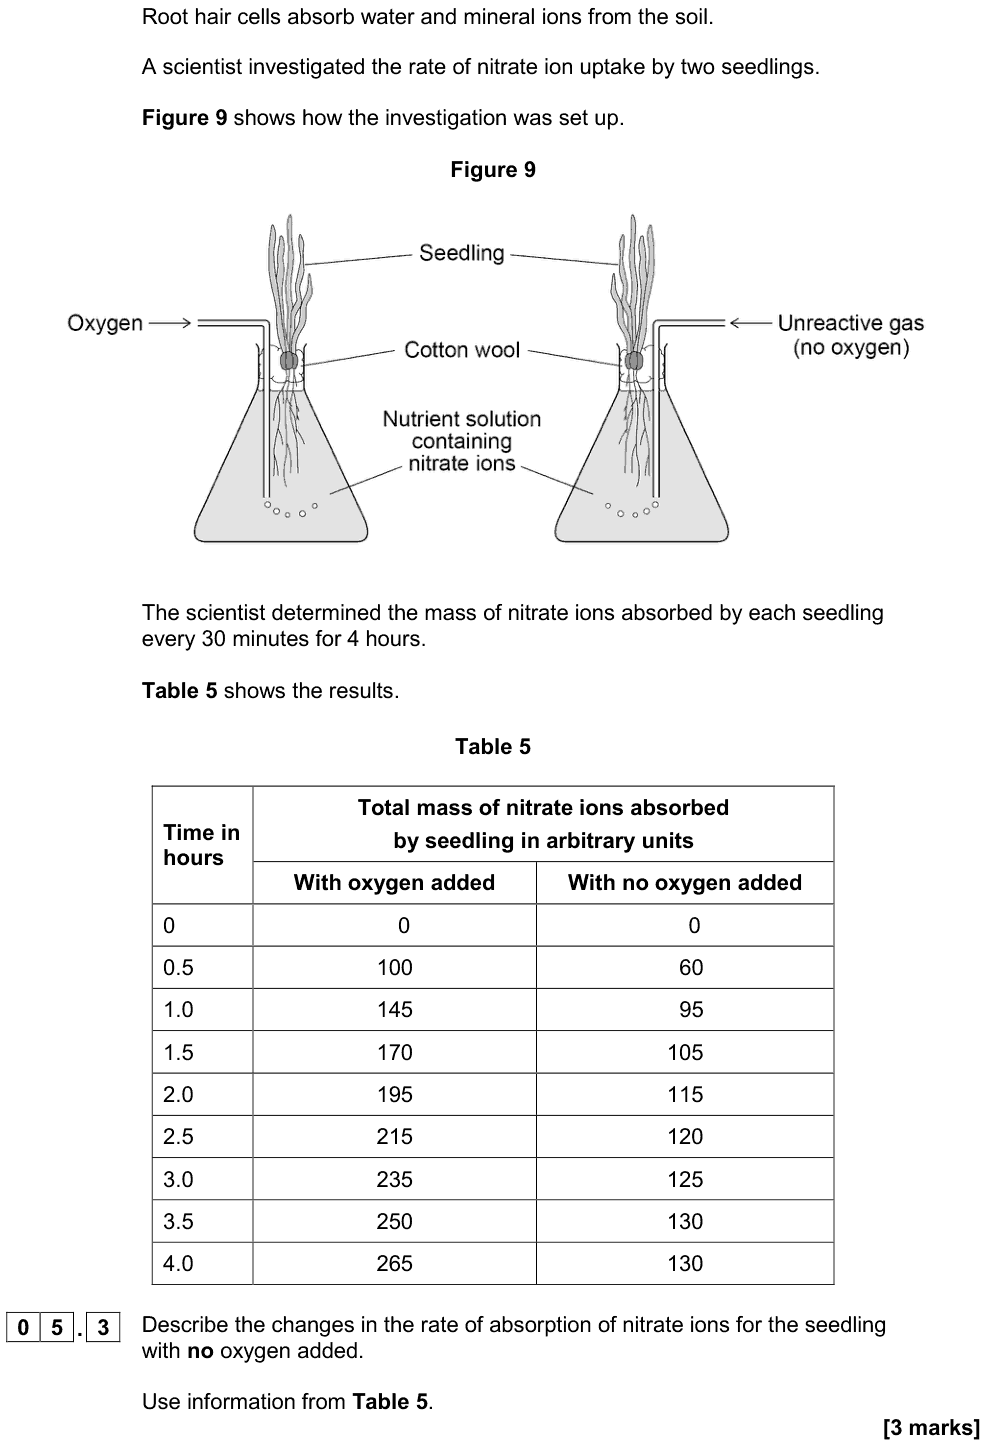 Root hair cells absorb water and mineral ions from the soil.
A scientist investigated the rate of nitrate ion uptake by two seedlings.
Figure 9 shows how the investigation was set up.
Figure 9
Seedling
Oxygen
Unreactive gas
(no oxygen)
Cotton wool
Nutrient solution
containing
nitrate ions
The scientist determined the mass of nitrate ions absorbed by each seedling
every 30 minutes for 4 hours.
Table 5 shows the results.
Table 5
Time in
hours
Total mass of nitrate ions absorbed
by seedling in arbitrary units
With oxygen added With no oxygen added
0 0 0
0.5 100 60
1.0 145 95
1.5 170 105
2.0 195 115
2.5 215 120
3.0 235 125
3.5 250 130
4.0 265 130
0 5 . 3 Describe the changes in the rate of absorption of nitrate ions for the seedling
with no oxygen added.
Use information from Table 5.
[3 marks]